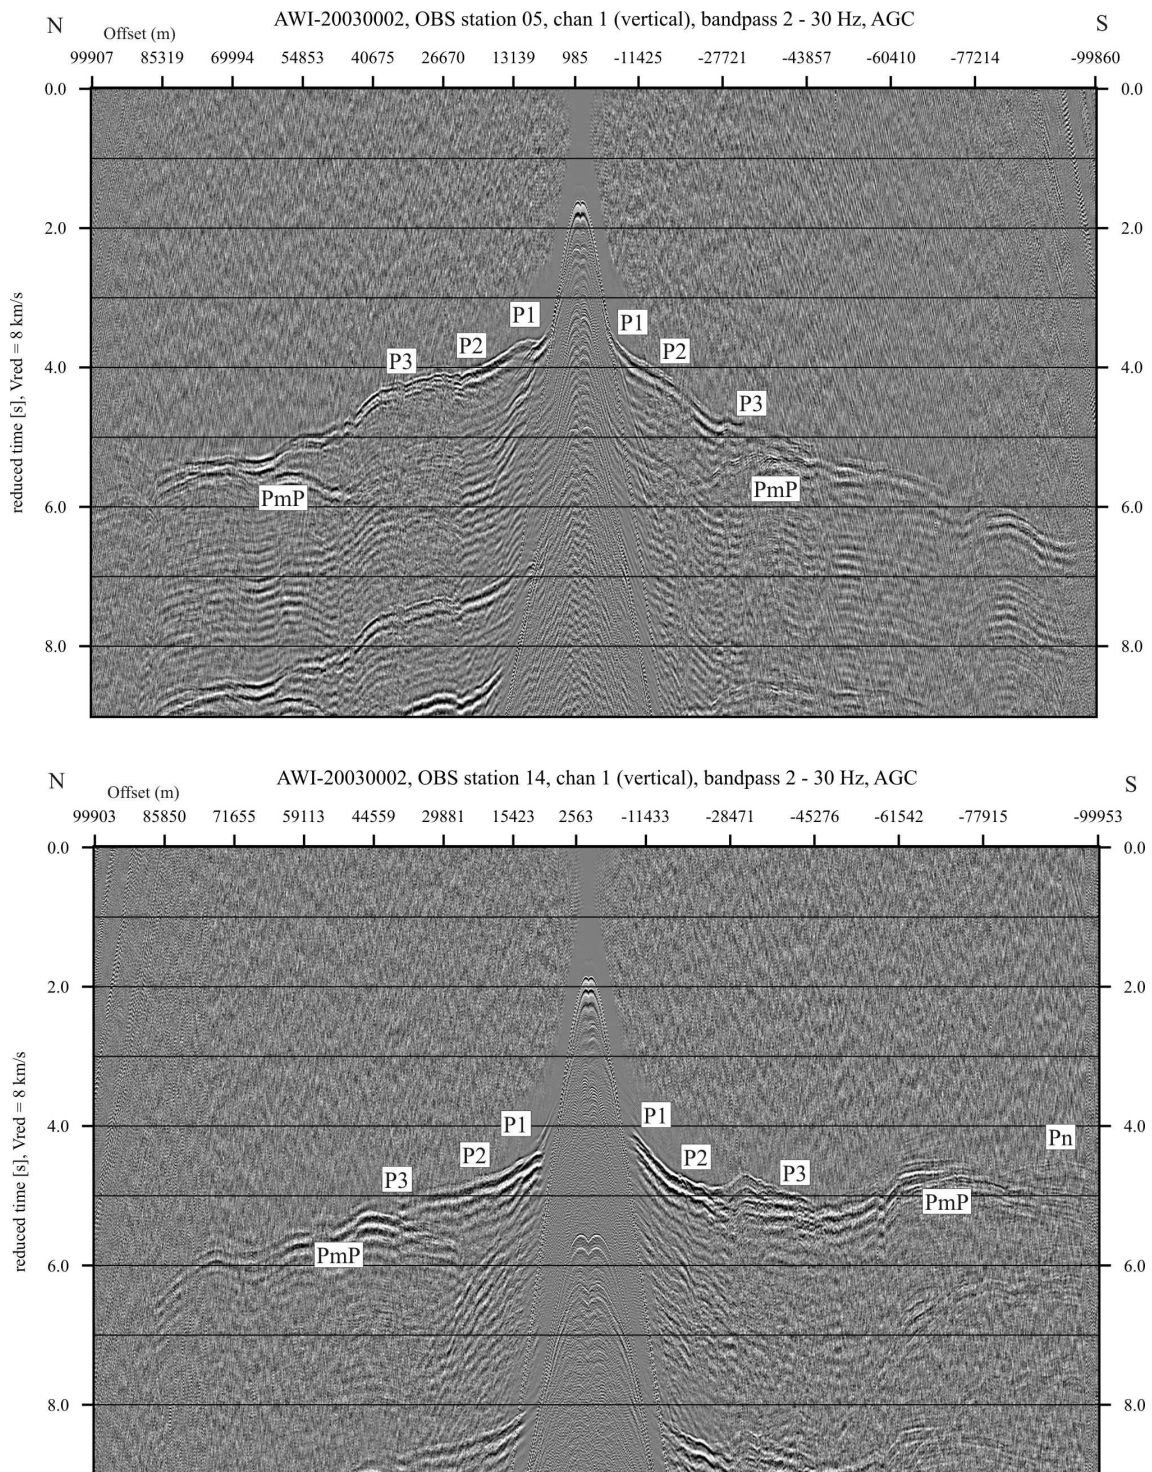 AWI-20030002, OBS station 05, chan 1 (vertical), bandpass 2 - 30 Hz, AGC
N S
Offset (m)
99907 85319 69994 54853 40675 26670 13139 985 -11425 -27721 -43857 -60410 -77214 -99860
0.0 0.0
2.0 2.0
P1 P1
P2 P2
P3
4.0 4.0
P3
PmP PmP
6.0 6.0
8.0 8.0
reduced time [s], Vred = 8 km/s
AWI-20030002, OBS station 14, chan 1 (vertical), bandpass 2 - 30 Hz, AGC
N S
Offset (m)
99903 85850 71655 59113 44559 29881 15423 2563 -11433 -28471 -45276 -61542 -77915 -99953
0.0 0.0
2.0 2.0
P1 P1
4.0 4.0
Pn
P2 P2
P3 P3
PmP
PmP
6.0 6.0
8.0 8.0
reduced time [s], Vred = 8 km/s